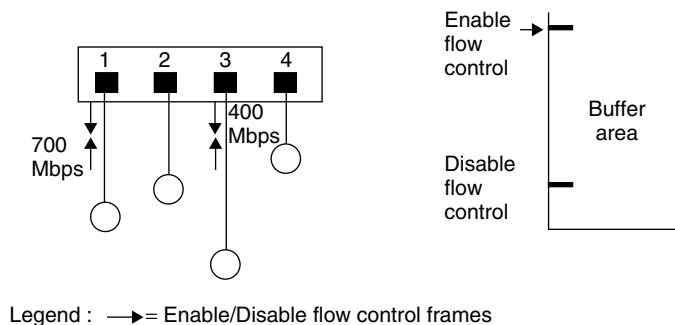 1 2 3 4
700
Mbps
400
Mbps
Enable
flow
control
Buffer
area
Disable
flow
control
Legend : = Enable/Disable flow control frames